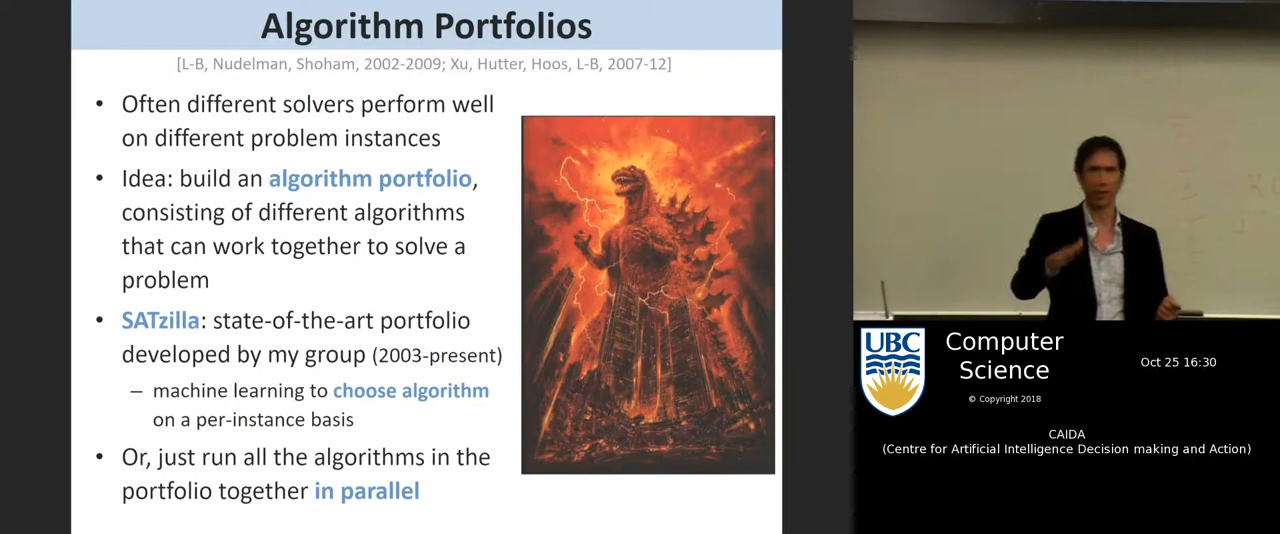 Algorithm Portfolios
[L-B, Nudelman, Shoham, 2002-2009; Xu, Hutter, Hoos, L-B, 2007-12]
• Often different solvers perform well
on different problem instances
• Idea: build an algorithm portfolio,
consisting of different algorithms
that can work together to solve a
problem
• SATzilla: state-of-the-art portfolio
developed by my group (2003-present)
– machine learning to choose algorithm
on a per-instance basis
• Or, just run all the algorithms in the
portfolio together in parallel
UBC
Computer
Science
© Copyright 2018
Oct 25 16:30
CAIDA
(Centre for Artificial Intelligence Decision making and Action)